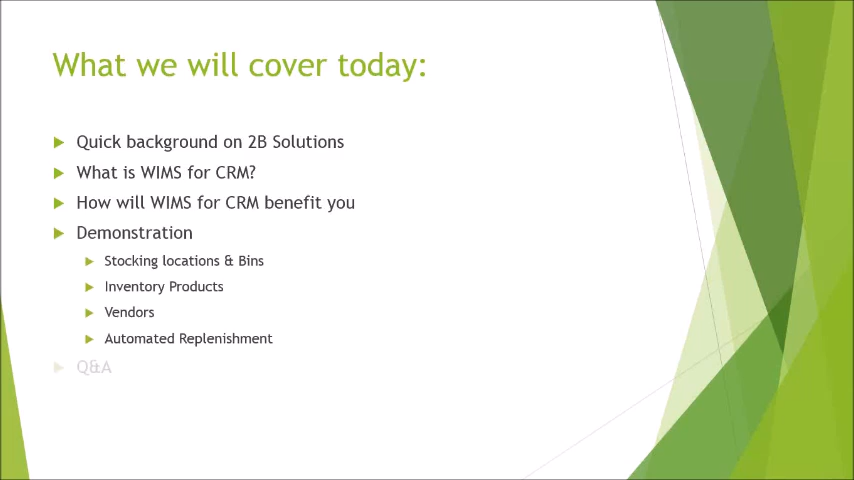 What we will cover today:
Quick background on 2B Solutions
What is WIMS for CRM?
How will WIMS for CRM benefit you
Demonstration
Stocking locations & Bins
Inventory Products
Vendors
Automated Replenishment
Q&A